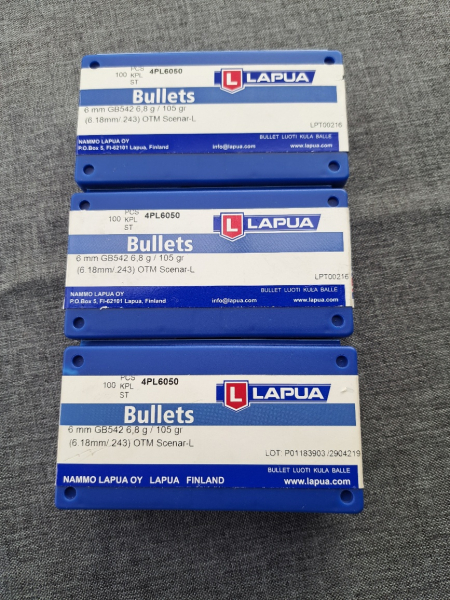 PCS
100 KPL 4PL6050
ST
L LAPUA
Bullets
6 mm GB542 6,8 g / 105 gr
(6.18mm/.243) OTM Scenar-L
LPT00216
BULLET LUOTI KULA BALLE
NAMMO LAPUA OY
P.O.Box 5, FI-62101 Lapua, Finland info@lapua.com www.lapua.com
PCS
100 KPL 4PL6050
ST
L LAPUA
Bullets
6 mm GB542 6,8 g / 105 gr
(6.18mm/.243) OTM Scenar-L
LPT00216
BULLET LUOTI KULA BALLE
NAMMO LAPUA OY
P.O.Box 5, FI-62101 Lapua, Finland info@lapua.com www.lapua.com
PCS
100 KPL 4PL6050
ST
L LAPUA
Bullets
6 mm GB542 6,8 g / 105 gr
(6.18mm/.243) OTM Scenar-L
LOT: P01183903 /2904219
BULLET LUOTI KULA BALLE
NAMMO LAPUA OY LAPUA FINLAND www.lapua.com